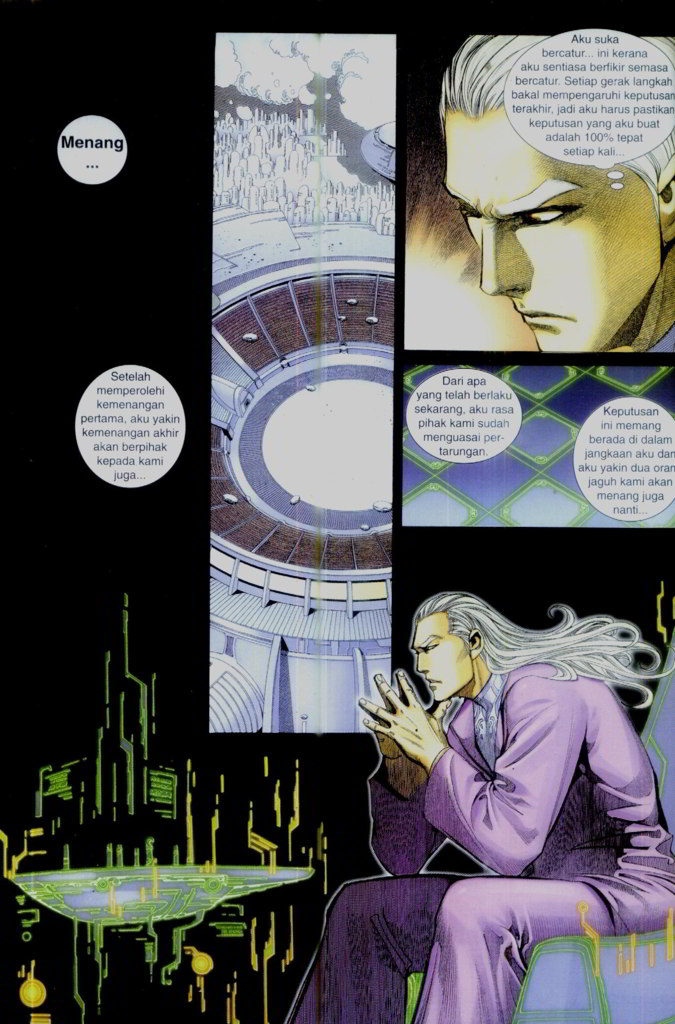 Menang
...
Setelah
memperolehi
kemenangan
pertama, aku yakin
kemenangan akhir
akan berpihak
kepada kami
juga...
Aku suka
bercatur... ini kerana
aku sentiasa berfikir semasa
bercatur. Setiap gerak langkah
bakal mempengaruhi keputusan
terakhir, jadi aku harus pastikan
keputusan yang aku buat
adalah 100% tepat
setiap kali...
Dari apa
yang telah berlaku
sekarang, aku rasa
pihak kami sudah
menguasai per-
tarungan.
Keputusan
ini memang
berada di dalam
jangkaan aku dan
aku yakin dua oran
jaguh kami akan
menang juga
nanti...